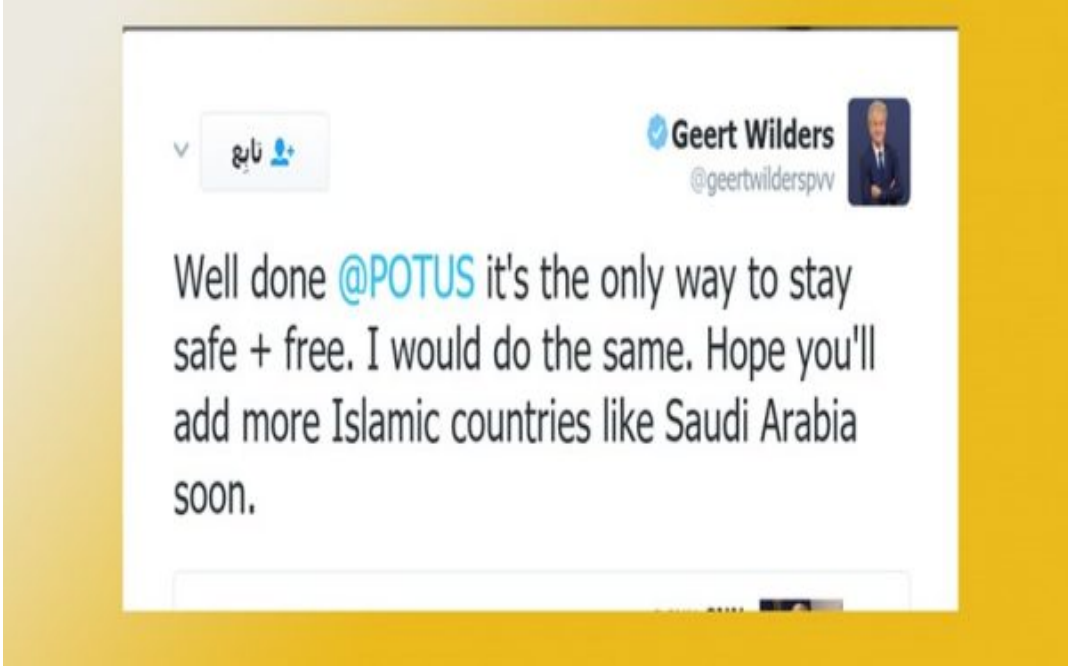 تابِع
Geert Wilders
@geertwilderspvv
Well done @POTUS it's the only way to stay
safe + free. I would do the same. Hope you'll
add more Islamic countries like Saudi Arabia
soon.